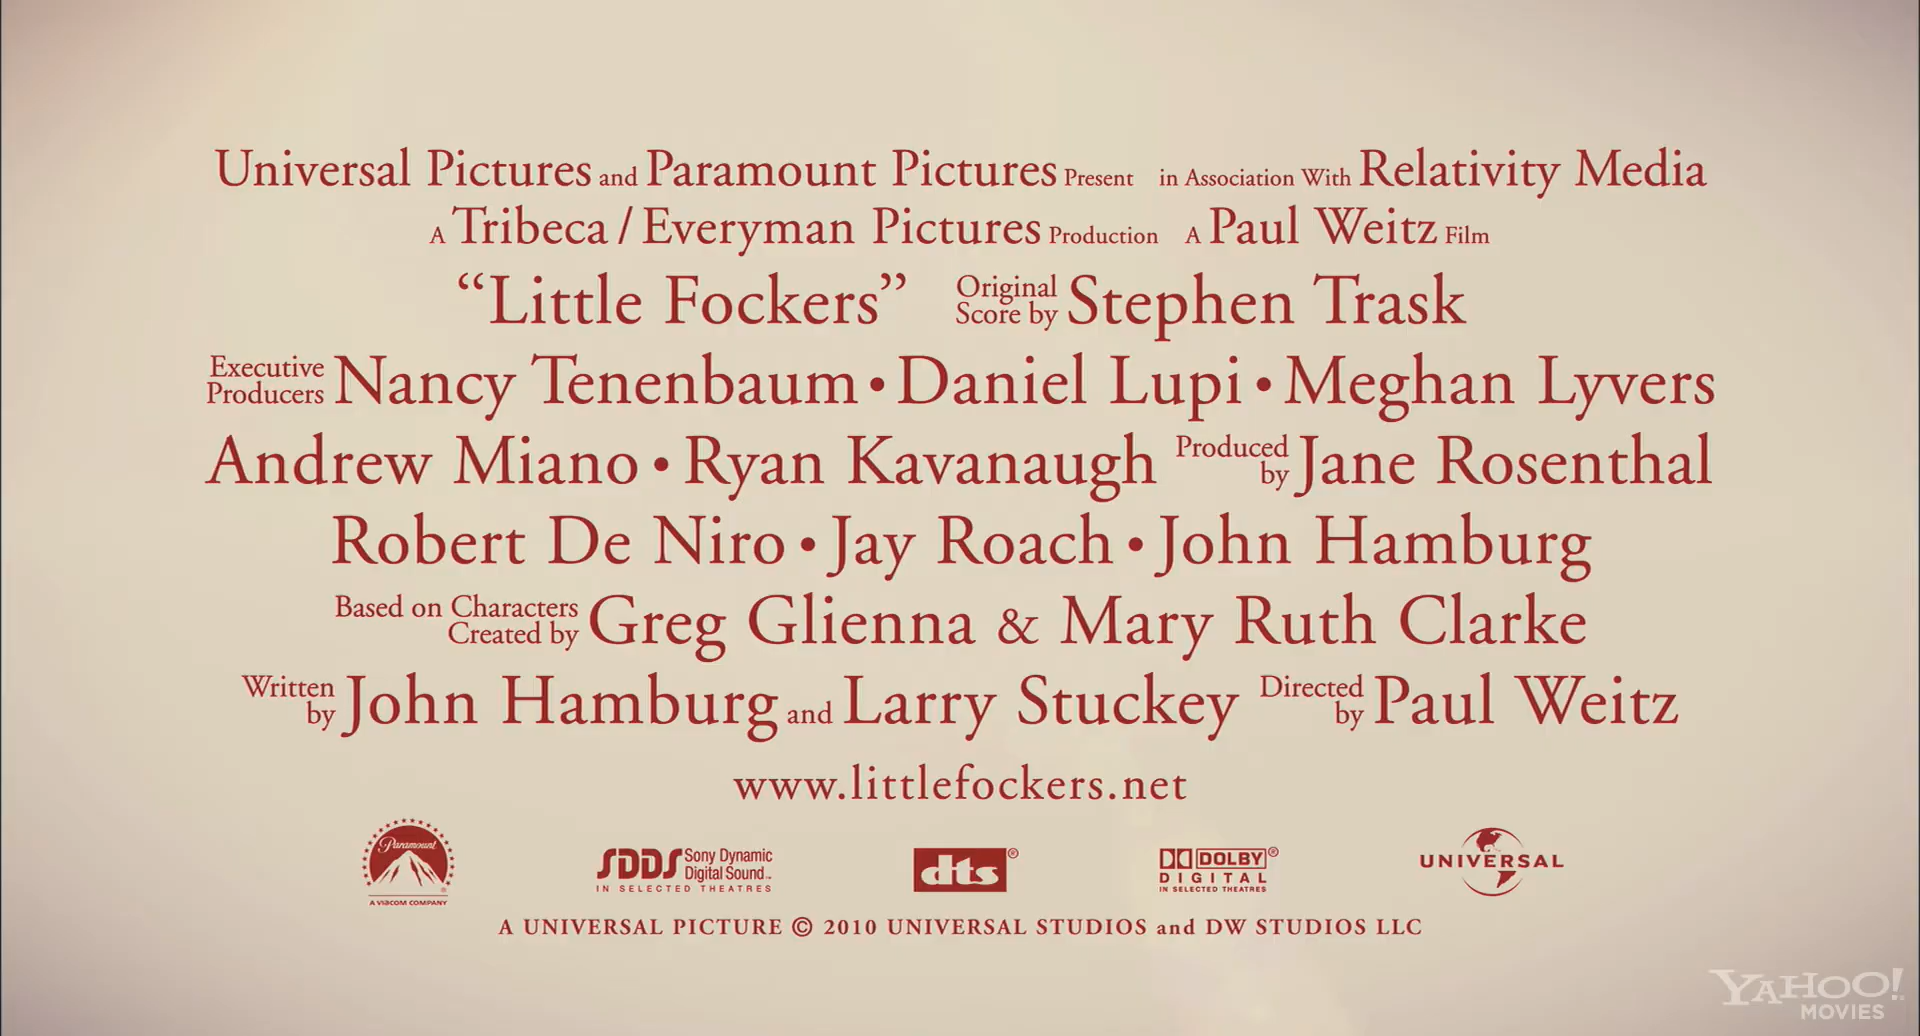 Universal Pictures and Paramount Pictures Present in Association With Relativity Media
A Tribeca / Everyman Pictures Production A Paul Weitz Film
“Little Fockers” Original Score by Stephen Trask
Executive Producers Nancy Tenenbaum • Daniel Lupi • Meghan Lyvers
Andrew Miano • Ryan Kavanaugh Produced by Jane Rosenthal
Robert De Niro • Jay Roach • John Hamburg
Based on Characters Created by Greg Glienna & Mary Ruth Clarke
Written by John Hamburg and Larry Stuckey Directed by Paul Weitz
www.littlefockers.net
Paramount
A VIACOM COMPANY
SDDS Sony Dynamic Digital Sound™
IN SELECTED THEATRES
dts®
DOLBY®
DIGITAL
IN SELECTED THEATRES
UNIVERSAL
A UNIVERSAL PICTURE © 2010 UNIVERSAL STUDIOS and DW STUDIOS LLC
YAHOO!
MOVIES